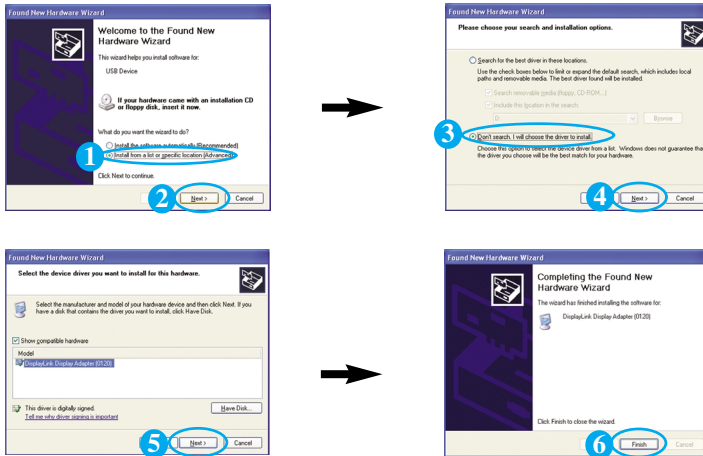 Found New Hardware Wizard
Welcome to the Found New
Hardware Wizard
This wizard helps you install software for:
USB Device
If your hardware came with an installation CD
or floppy disk, insert it now.
What do you want the wizard to do?
Install the software automatically (Recommended)
1
Install from a list or specific location (Advanced)
Click Next to continue.
2
Next >
Cancel
Found New Hardware Wizard
Please choose your search and installation options.
Search for the best driver in these locations.
Use the check boxes below to limit or expand the default search, which includes local
paths and removable media. The best driver found will be installed.
Search removable media (floppy, CD-ROM...)
Include this location in the search:
D:
Browse
3
Don't search. I will choose the driver to install.
Choose this option to select the device driver from a list. Windows does not guarantee tha
the driver you choose will be the best match for your hardware.
4
Next >
Cancel
Found New Hardware Wizard
Select the device driver you want to install for this hardware.
Select the manufacturer and model of your hardware device and then click Next. If you
have a disk that contains the driver you want to install, click Have Disk.
Show compatible hardware
Model
DisplayLink Display Adapter (0120)
This driver is digitally signed.
Tell me why driver signing is important
Have Disk...
5
Next >
Cancel
Found New Hardware Wizard
Completing the Found New
Hardware Wizard
The wizard has finished installing the software for:
DisplayLink Display Adapter (0120)
Click Finish to close the wizard.
6
Finish
Cancel